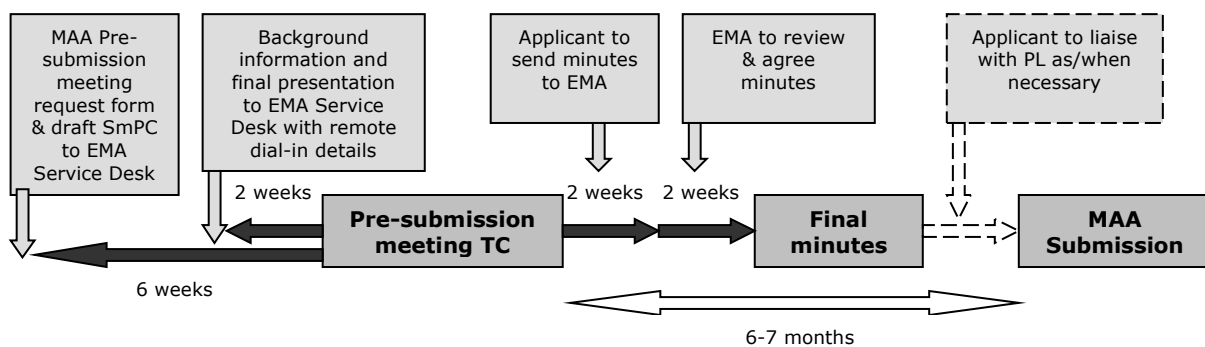 MAA Pre-
submission
meeting
request form
& draft SmPC
to EMA
Service Desk
Background
information and
final presentation
to EMA Service
Desk with remote
dial-in details
Applicant to
send minutes
to EMA
EMA to review
& agree
minutes
Applicant to liaise
with PL as/when
necessary
2 weeks
2 weeks
2 weeks
Pre-submission
meeting TC
Final
minutes
MAA
Submission
6 weeks
6-7 months